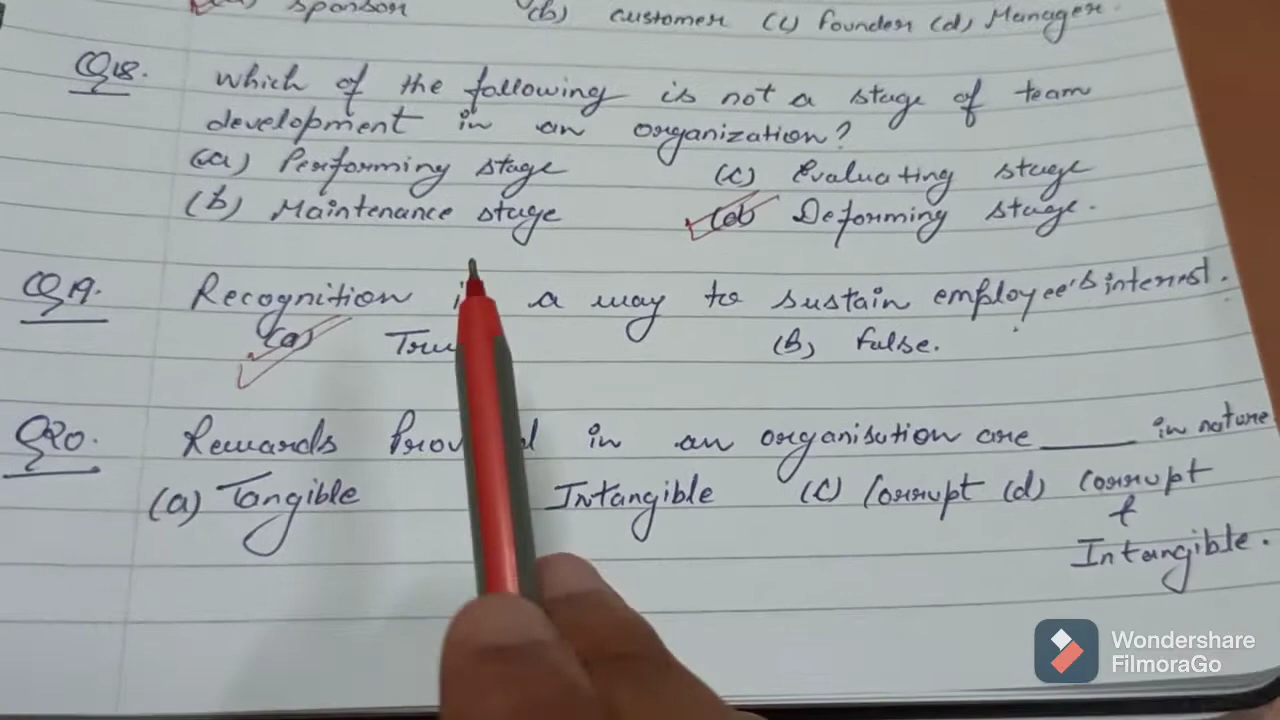 (a) Sponsor (b) customer (c) founder (d) Manager.
Q18. Which of the following is not a stage of team
development in an organization?
(a) Performing stage (c) Evaluating stage
(b) Maintenance stage (d) Deforming stage.
Q19. Recognition a way to sustain employee's interest.
(a) True (b) false.
Q20. Rewards in an organisation are ____ in nature
(a) Tangible Intangible (c) Corrupt (d) Corrupt
&
Intangible.
Wondershare
FilmoraGo